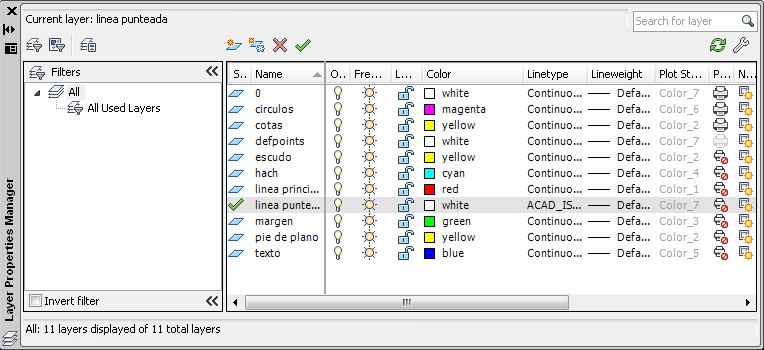 Current layer: linea punteada
Search for layer
Filters
All
All Used Layers
Invert filter
S.. Name O.. Fre... L... Color Linetype Lineweight Plot St... P... N...
0 white Continuo... Defa... Color_7
circulos magenta Continuo... Defa... Color_6
cotas yellow Continuo... Defa... Color_2
defpoints white Continuo... Defa... Color_7
escudo yellow Continuo... Defa... Color_2
hach cyan Continuo... Defa... Color_4
linea princi... red Continuo... Defa... Color_1
linea punte... white ACAD_IS... Defa... Color_7
margen green Continuo... Defa... Color_3
pie de plano yellow Continuo... Defa... Color_2
texto blue Continuo... Defa... Color_5
All: 11 layers displayed of 11 total layers
Layer Properties Manager